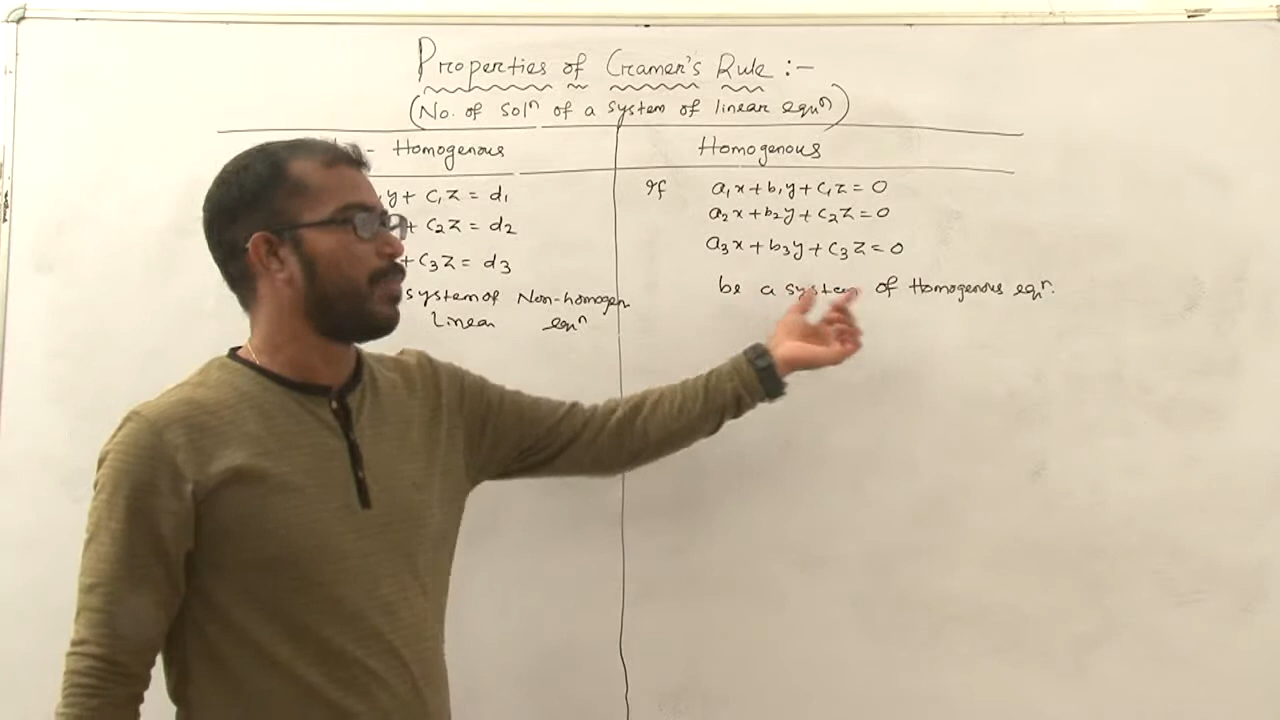 Properties of Cramer's Rule :-
(No. of Solⁿ of a system of linear equⁿ)
- Homogenous
y + c₁z = d₁
+ c₂z = d₂
+ c₃z = d₃
system of Non-homogen
linear eqnⁿ
Homogenous
If a₁x + b₁y + c₁z = 0
a₂x + b₂y + c₂z = 0
a₃x + b₃y + c₃z = 0
be a system of Homogenous eqⁿ.